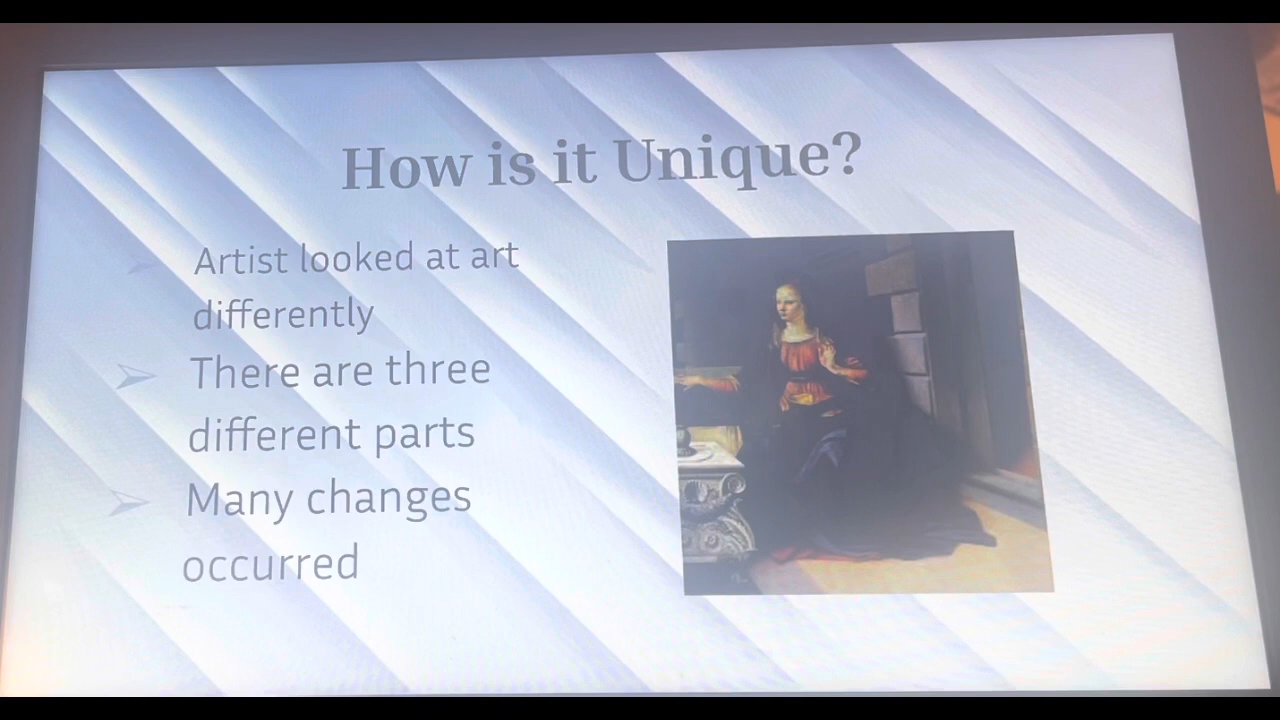 How is it Unique?
Artist looked at art
differently
There are three
different parts
Many changes
occurred